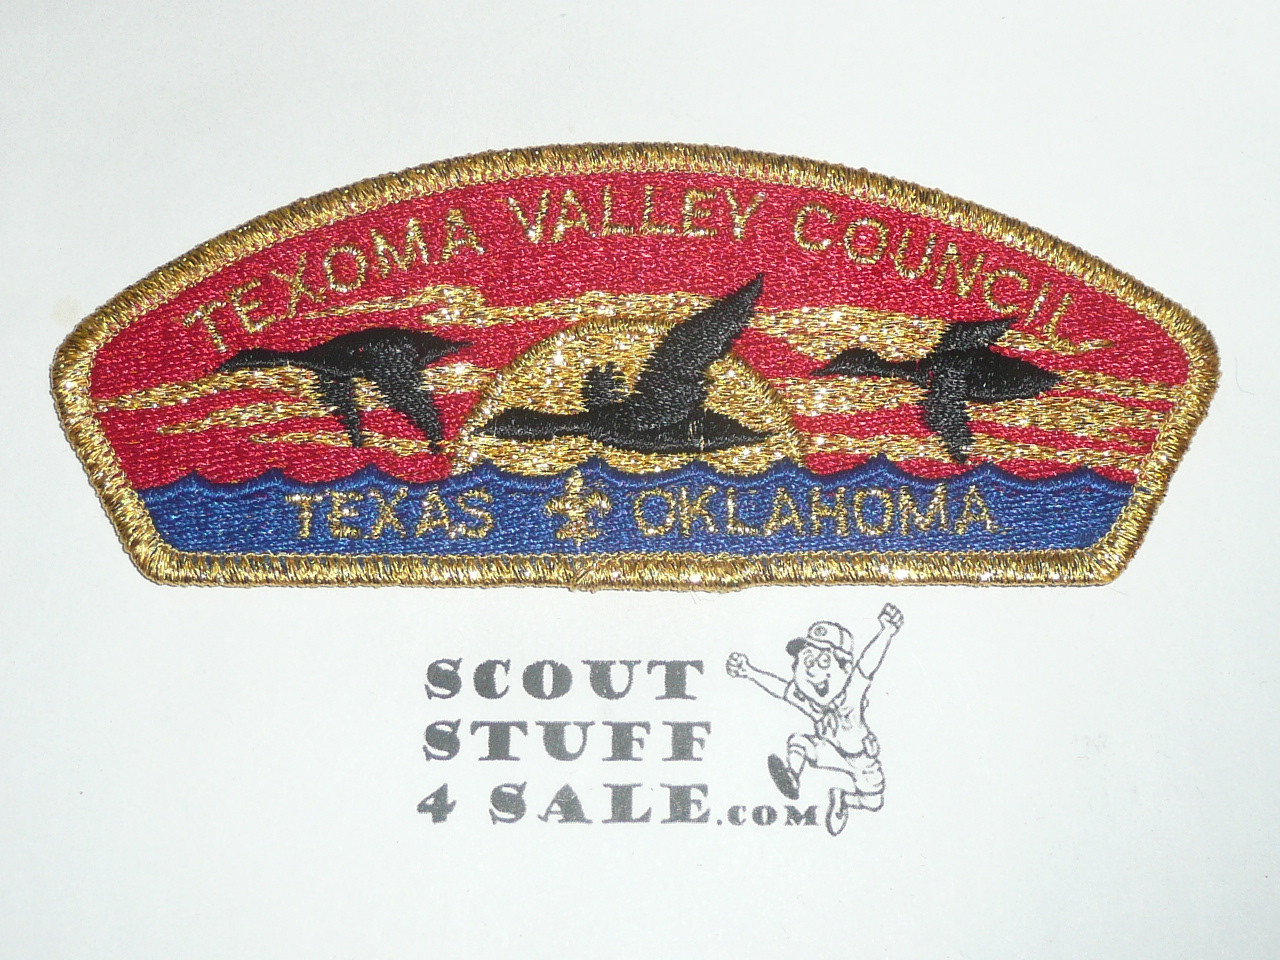 TEXOMA VALLEY COUNCIL
TEXAS OKLAHOMA
SCOUT
STUFF
4 SALE.COM